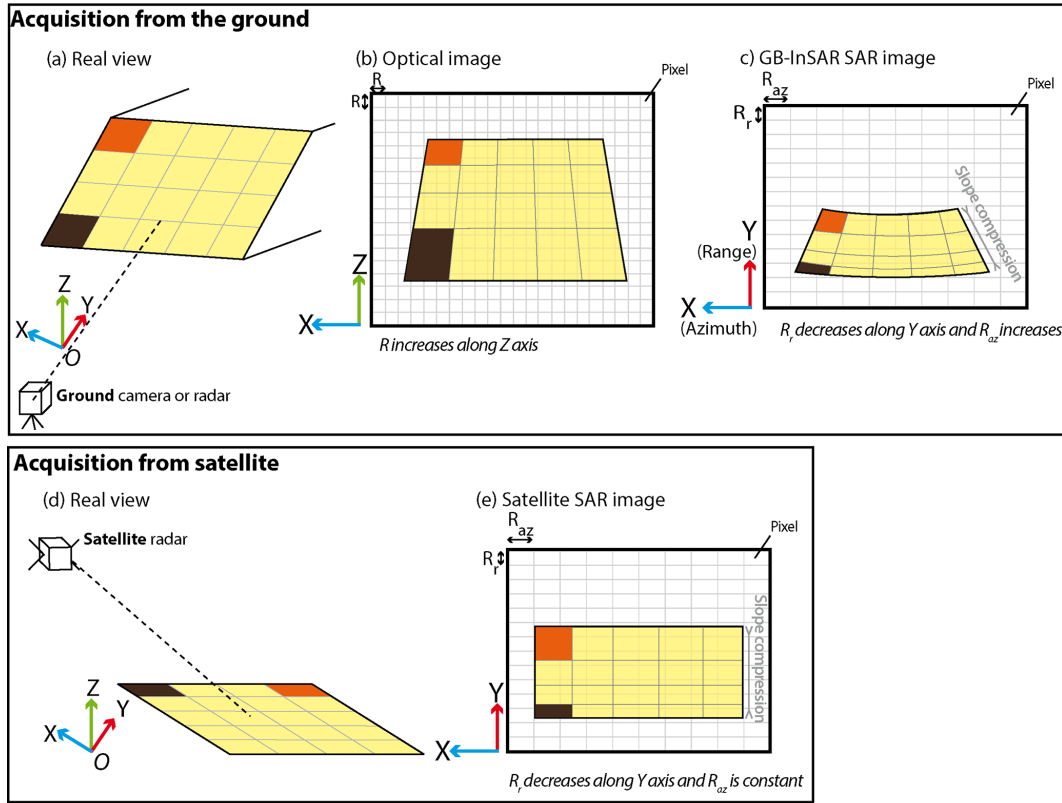 Acquisition from the ground
(a) Real view
Z
Y
X
O
Ground camera or radar
(b) Optical image
R
R
Pixel
Z
X
R increases along Z axis
c) GB-InSAR SAR image
R az
R r
Pixel
Slope compression
Y
(Range)
X
(Azimuth)
R r decreases along Y axis and R az increases
Acquisition from satellite
(d) Real view
Satellite radar
Z
Y
X
O
(e) Satellite SAR image
R az
R r
Pixel
Slope compression
Y
X
R r decreases along Y axis and R az is constant